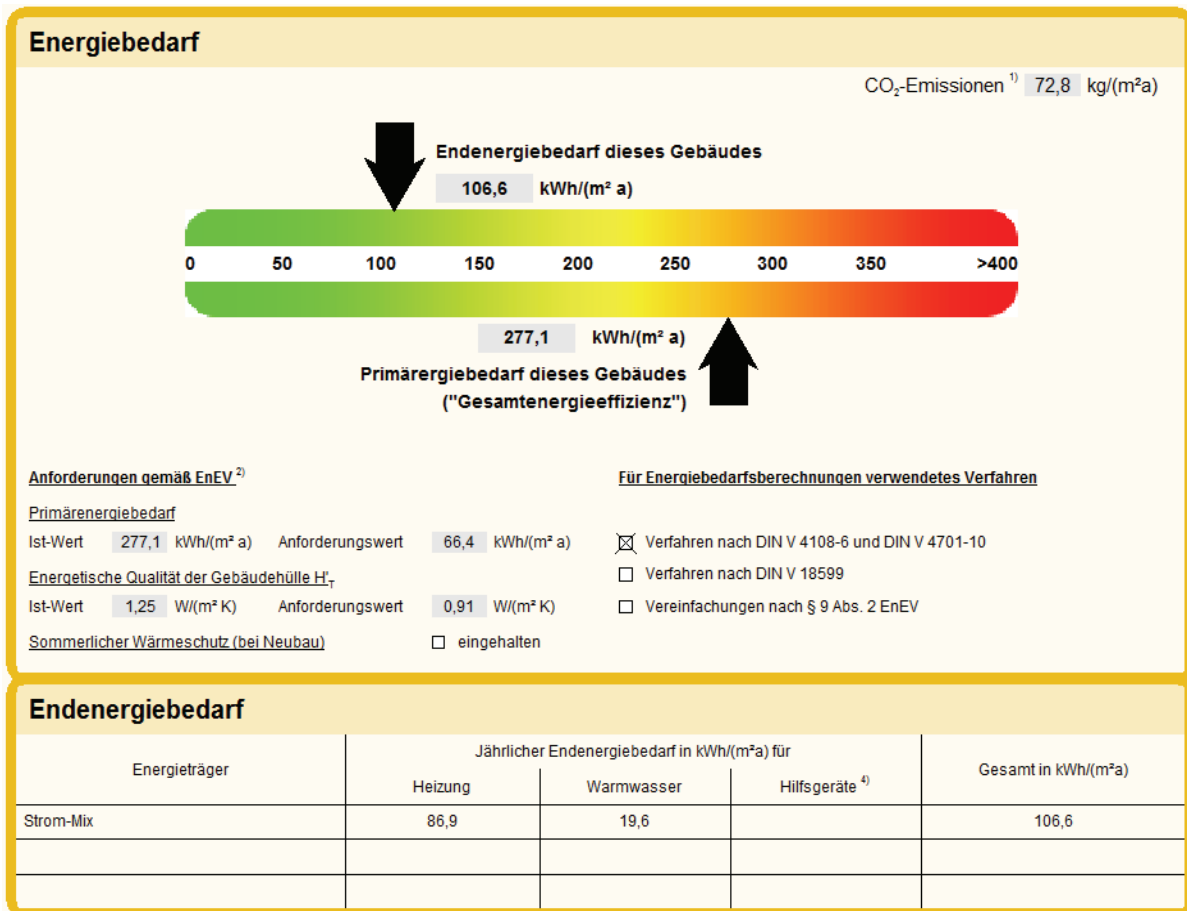 Energiebedarf
CO₂-Emissionen ¹⁾ 72,8 kg/(m²a)
Endenergiebedarf dieses Gebäudes
106,6 kWh/(m² a)
0 50 100 150 200 250 300 350 >400
277,1 kWh/(m² a)
Primärergiebedarf dieses Gebäudes
("Gesamtenergieeffizienz")
Anforderungen gemäß EnEV ²⁾
Primärenergiebedarf
Ist-Wert 277,1 kWh/(m² a) Anforderungswert 66,4 kWh/(m² a)
Energetische Qualität der Gebäudehülle H'T
Ist-Wert 1,25 W/(m² K) Anforderungswert 0,91 W/(m² K)
Sommerlicher Wärmeschutz (bei Neubau) ☐ eingehalten
Für Energiebedarfsberechnungen verwendetes Verfahren
☒ Verfahren nach DIN V 4108-6 und DIN V 4701-10
☐ Verfahren nach DIN V 18599
☐ Vereinfachungen nach § 9 Abs. 2 EnEV
Endenergiebedarf
Energieträger
Jährlicher Endenergiebedarf in kWh/(m²a) für
Heizung Warmwasser Hilfsgeräte ⁴⁾
Gesamt in kWh/(m²a)
Strom-Mix 86,9 19,6 106,6